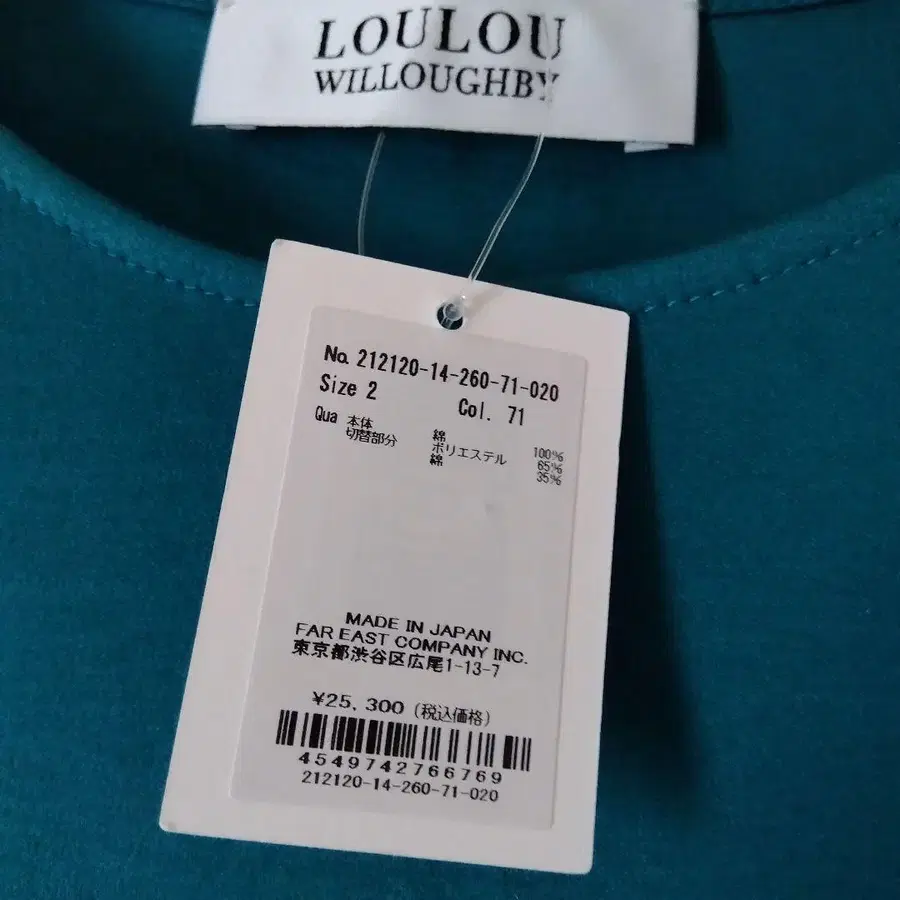 LOULOU
WILLOUGHBY
No. 212120-14-260-71-020
Size 2 Col. 71
Qua 本体 綿 100%
切替部分 ポリエステル 65%
綿 35%
MADE IN JAPAN
FAR EAST COMPANY INC.
東京都渋谷区広尾1-13-7
¥25,300 (税込価格)
4549742766769
212120-14-260-71-020